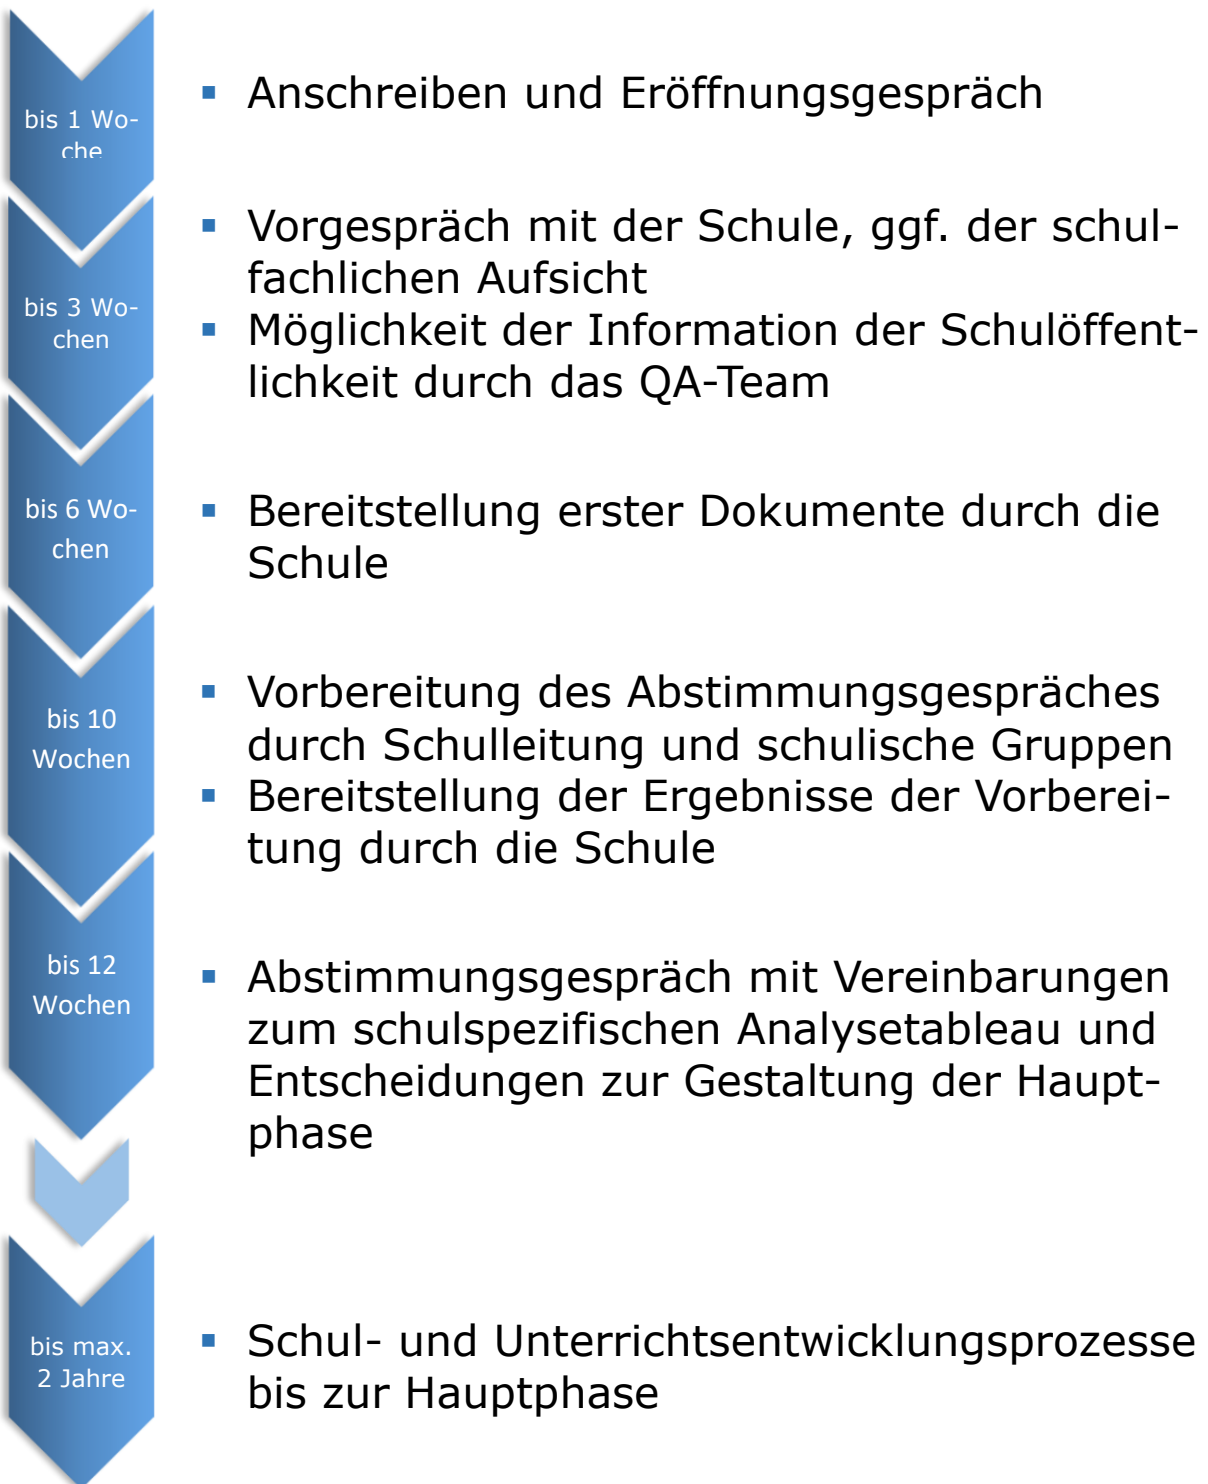 bis 1 Wo-
che
▪ Anschreiben und Eröffnungsgespräch
bis 3 Wo-
chen
▪ Vorgespräch mit der Schule, ggf. der schul-
fachlichen Aufsicht
▪ Möglichkeit der Information der Schulöffent-
lichkeit durch das QA-Team
bis 6 Wo-
chen
▪ Bereitstellung erster Dokumente durch die
Schule
bis 10
Wochen
▪ Vorbereitung des Abstimmungsgespräches
durch Schulleitung und schulische Gruppen
▪ Bereitstellung der Ergebnisse der Vorberei-
tung durch die Schule
bis 12
Wochen
▪ Abstimmungsgespräch mit Vereinbarungen
zum schulspezifischen Analysetableau und
Entscheidungen zur Gestaltung der Haupt-
phase
bis max.
2 Jahre
▪ Schul- und Unterrichtsentwicklungsprozesse
bis zur Hauptphase